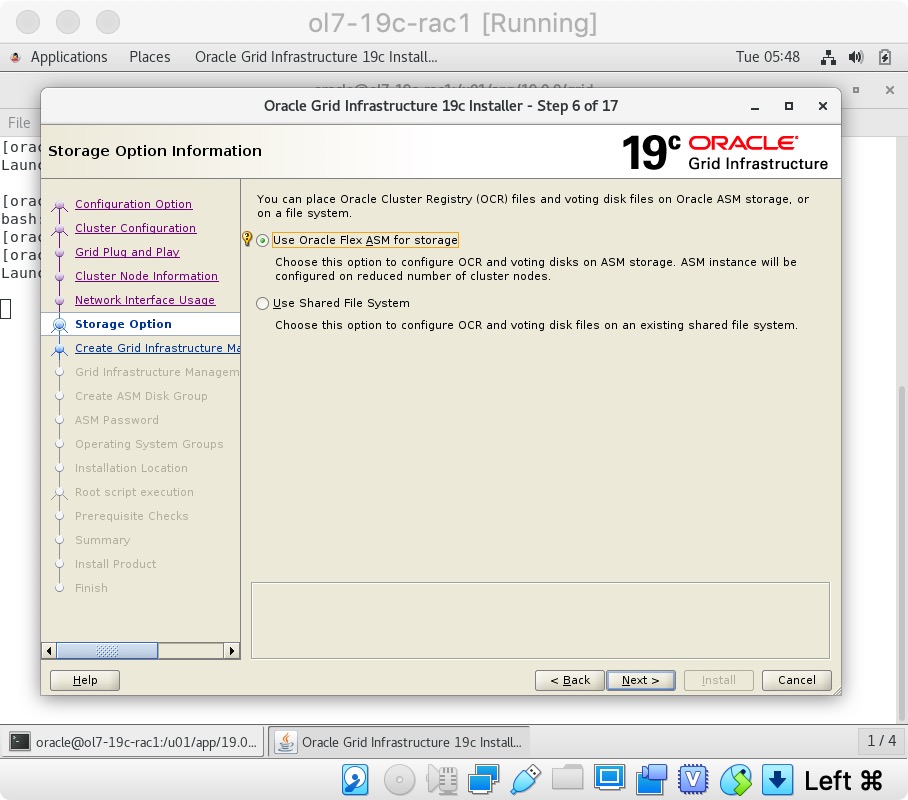 ol7-19c-rac1 [Running]
Applications Places Oracle Grid Infrastructure 19c Install... Tue 05:48
File
Oracle Grid Infrastructure 19c Installer - Step 6 of 17
Storage Option Information
19c ORACLE
Grid Infrastructure
[orac
Launc
[orac
bash:
[orac
[orac
Launc
Configuration Option
Cluster Configuration
Grid Plug and Play
Cluster Node Information
Network Interface Usage
Storage Option
Create Grid Infrastructure Ma
Grid Infrastructure Managem
Create ASM Disk Group
ASM Password
Operating System Groups
Installation Location
Root script execution
Prerequisite Checks
Summary
Install Product
Finish
You can place Oracle Cluster Registry (OCR) files and voting disk files on Oracle ASM storage, or
on a file system.
Use Oracle Flex ASM for storage
Choose this option to configure OCR and voting disks on ASM storage. ASM instance will be
configured on reduced number of cluster nodes.
Use Shared File System
Choose this option to configure OCR and voting disk files on an existing shared file system.
Help < Back Next > Install Cancel
oracle@ol7-19c-rac1:/u01/app/19.0... Oracle Grid Infrastructure 19c Install... 1 / 4
Left ⌘